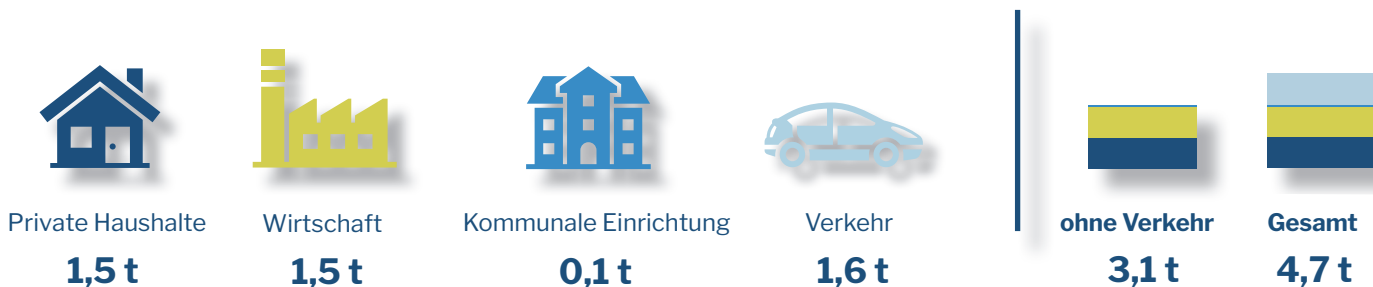 Private Haushalte
1,5 t
Wirtschaft
1,5 t
Kommunale Einrichtung
0,1 t
Verkehr
1,6 t
ohne Verkehr
3,1 t
Gesamt
4,7 t